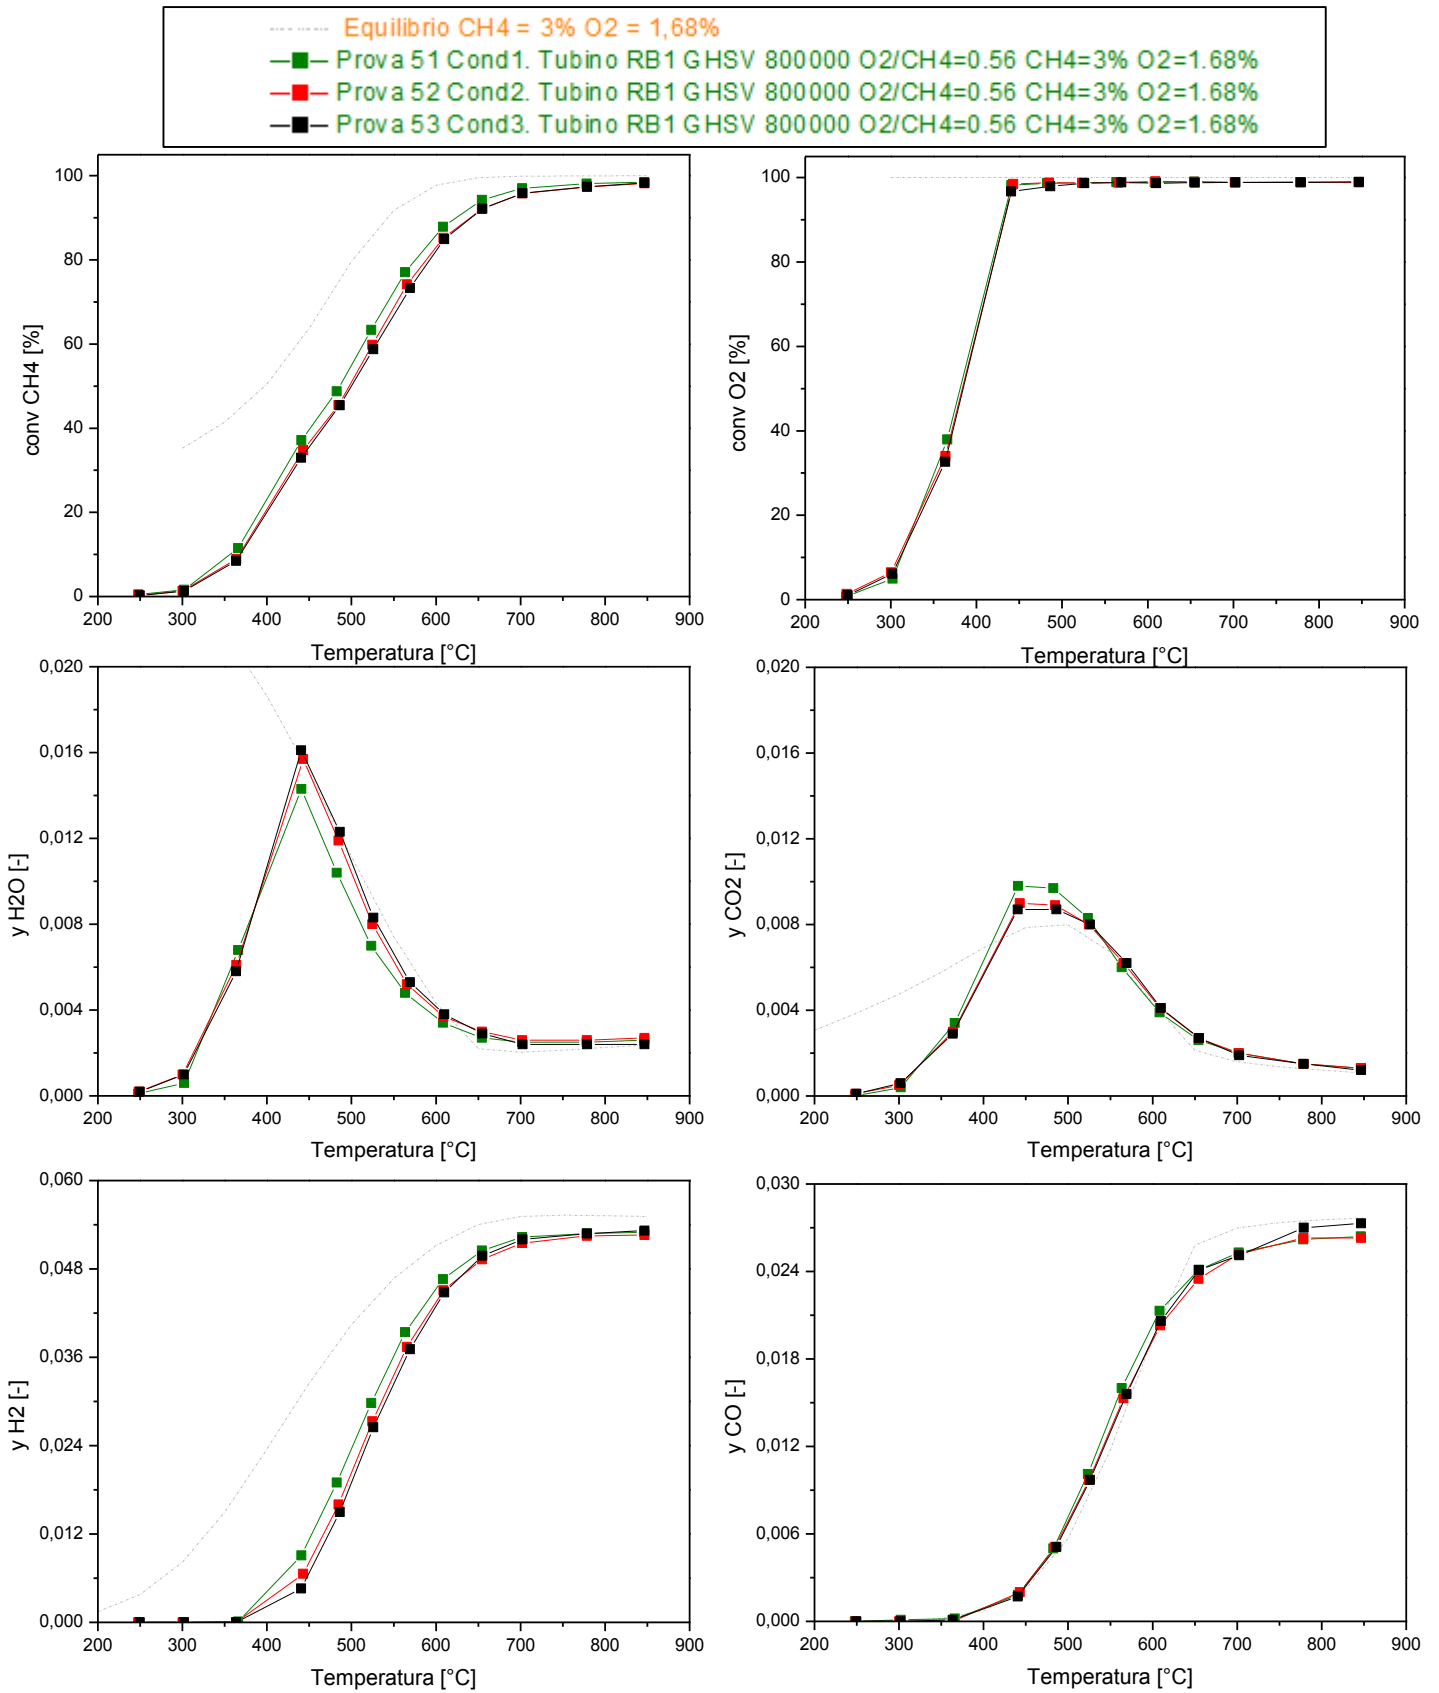 Equilibrio CH4 = 3% O2 = 1,68%
Prova 51 Cond1. Tubino RB1 GHSV 800000 O2/CH4=0.56 CH4=3% O2=1.68%
Prova 52 Cond2. Tubino RB1 GHSV 800000 O2/CH4=0.56 CH4=3% O2=1.68%
Prova 53 Cond3. Tubino RB1 GHSV 800000 O2/CH4=0.56 CH4=3% O2=1.68%
conv CH4 [%]
100
80
60
40
20
0
200 300 400 500 600 700 800 900
Temperatura [°C]
conv O2 [%]
100
80
60
40
20
0
200 300 400 500 600 700 800 900
Temperatura [°C]
y H2O [-]
0,020
0,016
0,012
0,008
0,004
0,000
200 300 400 500 600 700 800 900
Temperatura [°C]
y CO2 [-]
0,020
0,016
0,012
0,008
0,004
0,000
200 300 400 500 600 700 800 900
Temperatura [°C]
y H2 [-]
0,060
0,048
0,036
0,024
0,012
0,000
200 300 400 500 600 700 800 900
Temperatura [°C]
y CO [-]
0,030
0,024
0,018
0,012
0,006
0,000
200 300 400 500 600 700 800 900
Temperatura [°C]